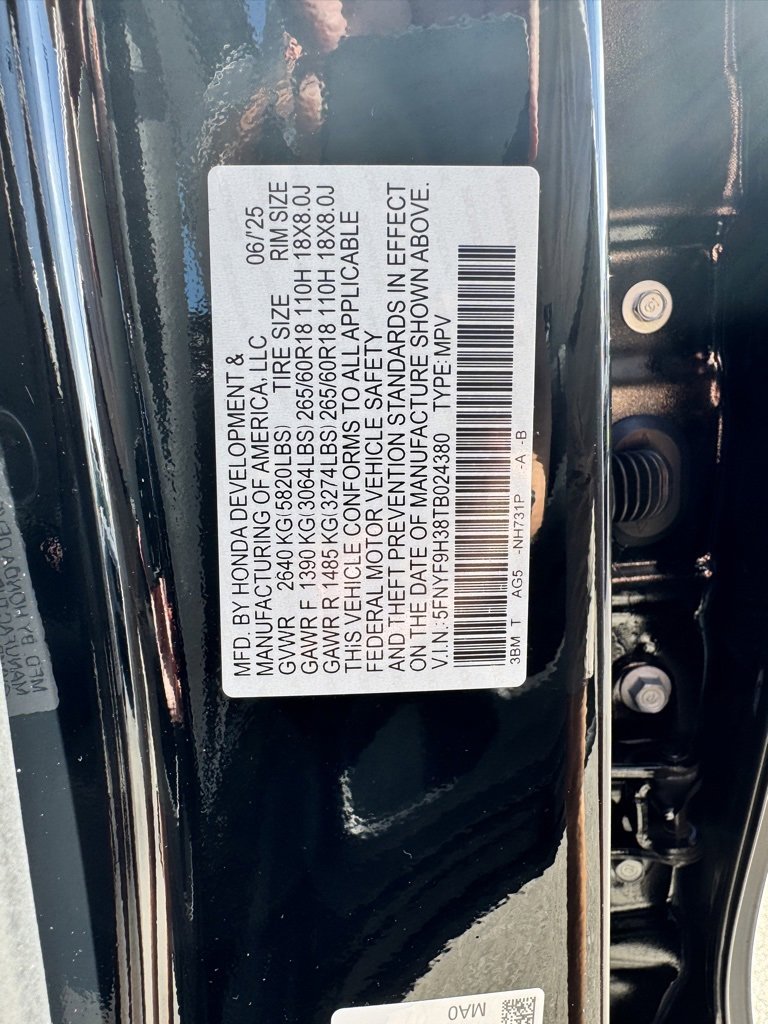 MFD. BY HONDA DEVELOPMENT &
MANUFACTURING OF AMERICA, LLC 06/'25
GVWR 2640 KG(5820LBS) TIRE SIZE RIM SIZE
GAWR F 1390 KG(3064LBS) 265/60R18 110H 18X8.0J
GAWR R 1485 KG(3274LBS) 265/60R18 110H 18X8.0J
THIS VEHICLE CONFORMS TO ALL APPLICABLE
FEDERAL MOTOR VEHICLE SAFETY
AND THEFT PREVENTION STANDARDS IN EFFECT
ON THE DATE OF MANUFACTURE SHOWN ABOVE.
V.I.N.: 5FNYF9H38TB024380 TYPE: MPV
3BM T AG5 -NH731P -A -B
MA0